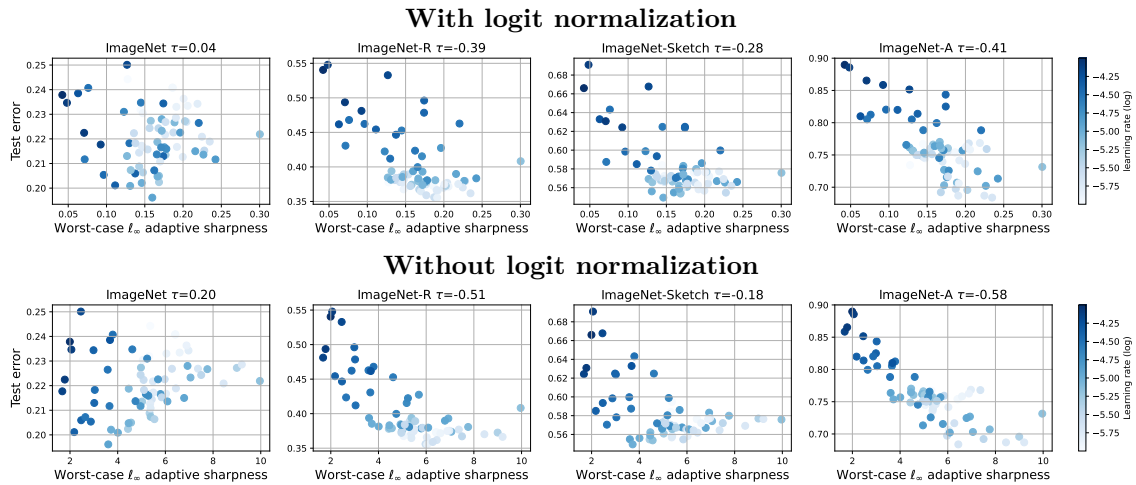 With logit normalization
ImageNet τ=0.04
ImageNet-R τ=-0.39
ImageNet-Sketch τ=-0.28
ImageNet-A τ=-0.41
Test error
0.25
0.24
0.23
0.22
0.21
0.20
0.05 0.10 0.15 0.20 0.25 0.30
Worst-case ℓ∞ adaptive sharpness
0.55
0.50
0.45
0.40
0.35
0.05 0.10 0.15 0.20 0.25 0.30
Worst-case ℓ∞ adaptive sharpness
0.68
0.66
0.64
0.62
0.60
0.58
0.56
0.05 0.10 0.15 0.20 0.25 0.30
Worst-case ℓ∞ adaptive sharpness
0.90
0.85
0.80
0.75
0.70
0.05 0.10 0.15 0.20 0.25 0.30
Worst-case ℓ∞ adaptive sharpness
−4.25
−4.50
−4.75
−5.00
−5.25
−5.50
−5.75
learning rate (log)
Without logit normalization
ImageNet τ=0.20
ImageNet-R τ=-0.51
ImageNet-Sketch τ=-0.18
ImageNet-A τ=-0.58
Test error
0.25
0.24
0.23
0.22
0.21
0.20
2 4 6 8 10
Worst-case ℓ∞ adaptive sharpness
0.55
0.50
0.45
0.40
0.35
2 4 6 8 10
Worst-case ℓ∞ adaptive sharpness
0.68
0.66
0.64
0.62
0.60
0.58
0.56
2 4 6 8 10
Worst-case ℓ∞ adaptive sharpness
0.90
0.85
0.80
0.75
0.70
2 4 6 8 10
Worst-case ℓ∞ adaptive sharpness
−4.25
−4.50
−4.75
−5.00
−5.25
−5.50
−5.75
Learning rate (log)